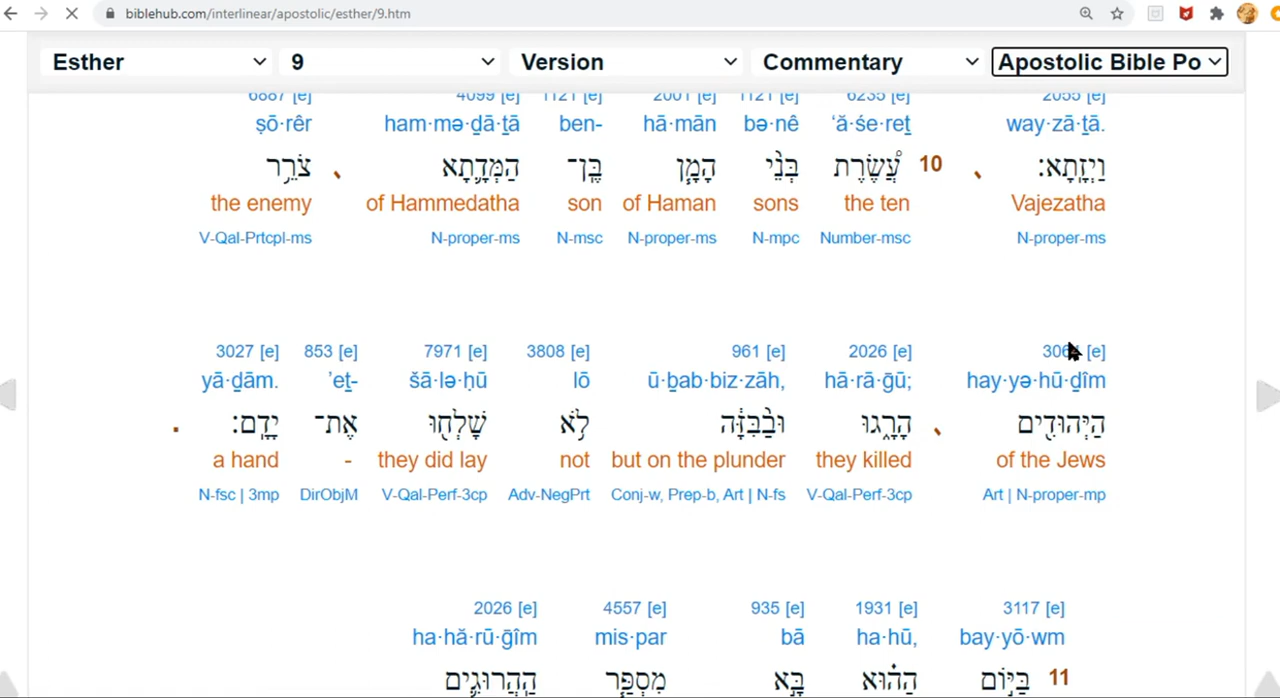 biblehub.com/interlinear/apostolic/esther/9.htm
Esther 9 Version Commentary Apostolic Bible Po
6887 [e] 4099 [e] 1121 [e] 2001 [e] 1121 [e] 6235 [e] 2055 [e]
ṣō·rêr ham·mə·ḏā·ṯā ben- hā·mān bə·nê ‘ă·śe·reṯ way·zā·ṯā.
וַיְזָֽתָא׃ 、 10 עֲ֠שֶׂרֶת בְּנֵ֨י הָמָ֧ן בֶּֽן־ הַמְּדָ֛תָא 、 צֹרֵ֥ר
the enemy of Hammedatha son of Haman sons the ten Vajezatha
V-Qal-Prtcpl-ms N-proper-ms N-msc N-proper-ms N-mpc Number-msc N-proper-ms
3027 [e] 853 [e] 7971 [e] 3808 [e] 961 [e] 2026 [e] [e]
yā·ḏām. ’eṯ- šā·lə·ḥū lō ū·ḇab·biz·zāh, hā·rā·ḡū; hay·yə·hū·ḏîm
הַיְּהוּדִ֖ים 、 הָרָ֑גוּ וּבַ֨בִּזָּ֔ה לֹ֥א שָׁלְח֖וּ אֶת־ יָדָֽם׃ .
a hand - they did lay not but on the plunder they killed of the Jews
N-fsc | 3mp DirObjM V-Qal-Perf-3cp Adv-NegPrt Conj-w, Prep-b, Art | N-fs V-Qal-Perf-3cp Art | N-proper-mp
2026 [e] 4557 [e] 935 [e] 1931 [e] 3117 [e]
ha·hă·rū·ḡîm mis·par bā ha·hū, bay·yō·wm
11 בַּיּ֣וֹם הַה֗וּא בָּ֣א מִסְפַּ֧ר הַֽהֲרוּגִ֛ים